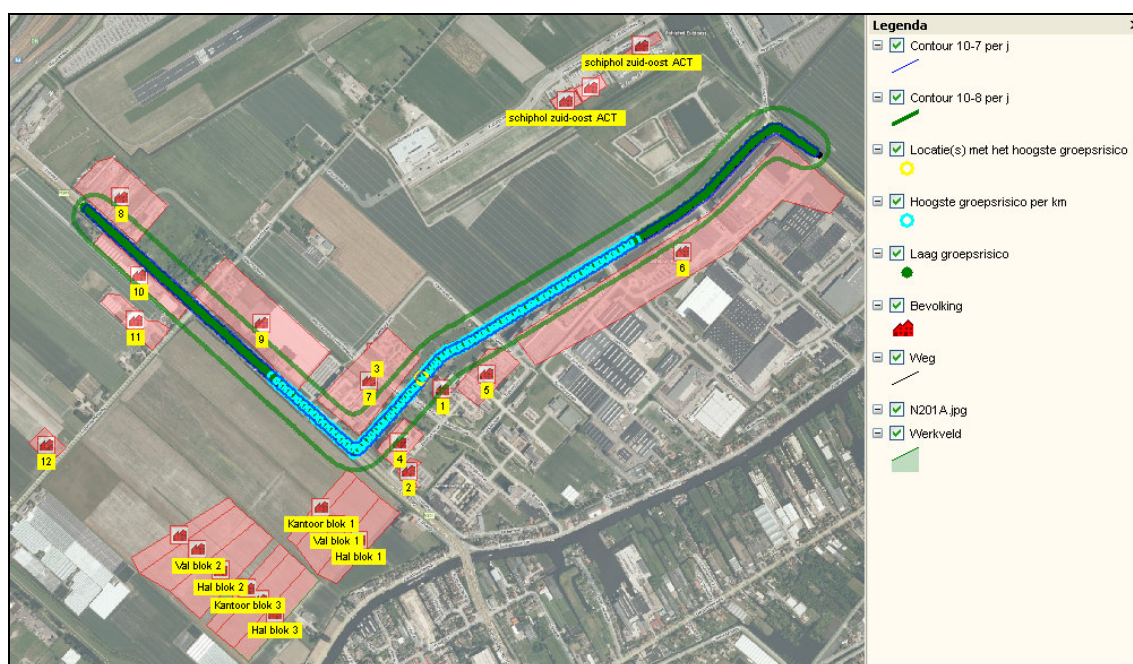 schiphol zuid-oost ACT
schiphol zuid-oost ACT
8
10
11
9
3
7
1
5
6
4
2
12
Kantoor blok 1
Val blok 1
Hal blok 1
Val blok 2
Hal blok 2
Kantoor blok 3
Hal blok 3
Legenda
Contour 10-7 per j
Contour 10-8 per j
Locatie(s) met het hoogste groepsrisico
Hoogste groepsrisico per km
Laag groepsrisico
Bevolking
Weg
N201A.jpg
Werkveld